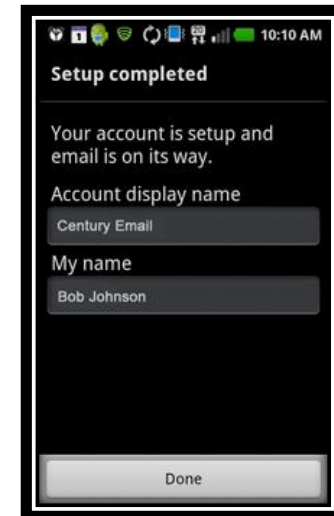 1
10:10 AM
Setup completed
Your account is setup and
email is on its way.
Account display name
Century Email
My name
Bob Johnson
Done